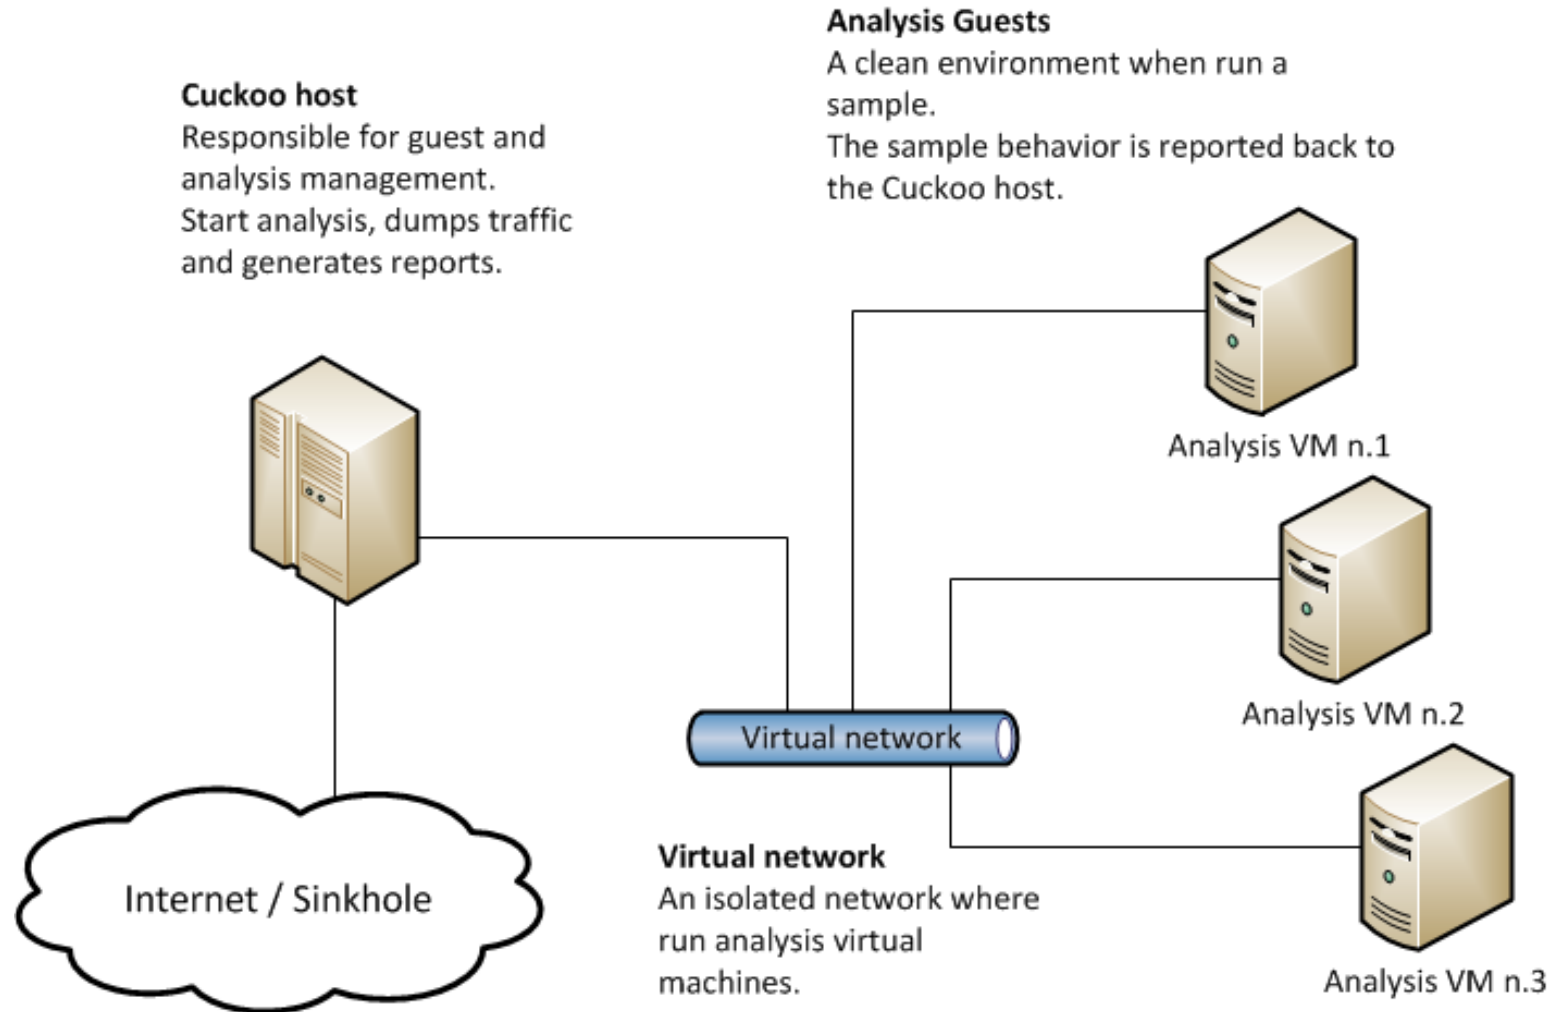 Analysis Guests
A clean environment when run a
sample.
The sample behavior is reported back to
the Cuckoo host.
Cuckoo host
Responsible for guest and
analysis management.
Start analysis, dumps traffic
and generates reports.
Analysis VM n.1
Analysis VM n.2
Virtual network
Virtual network
An isolated network where
run analysis virtual
machines.
Internet / Sinkhole
Analysis VM n.3